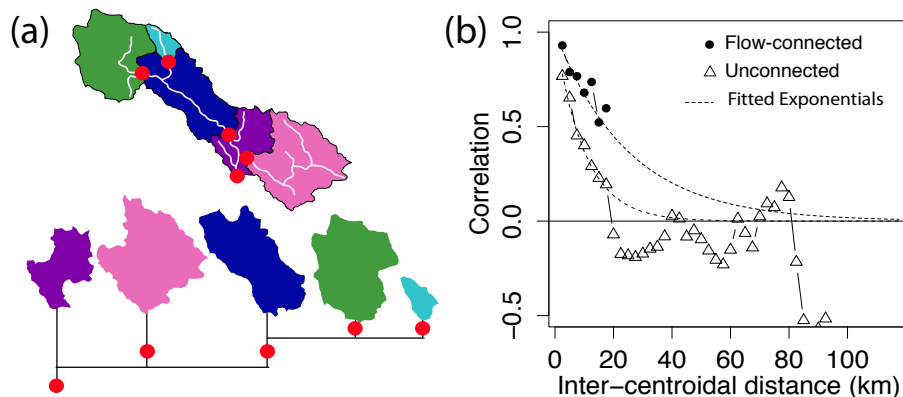 (a)
(b)
Flow-connected
Unconnected
Fitted Exponentials
Correlation
1.0
0.5
0.0
−0.5
0 20 40 60 80 100
Inter−centroidal distance (km)